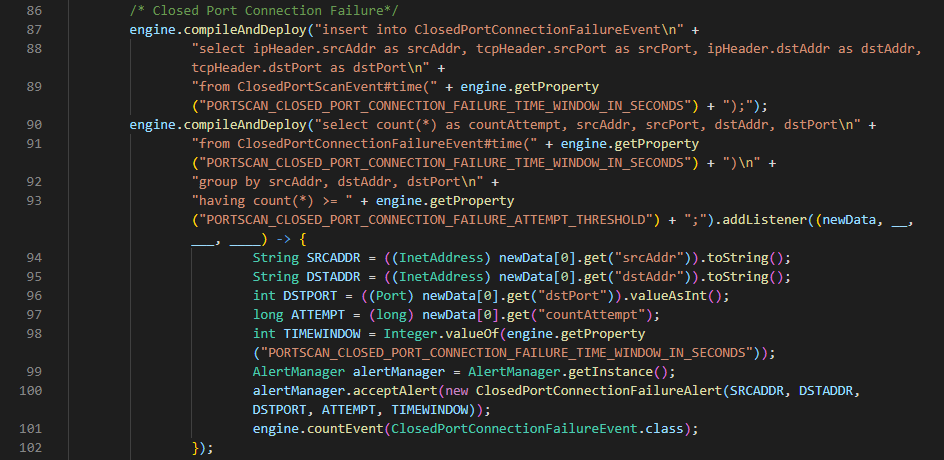 86 /* Closed Port Connection Failure*/
87 engine.compileAndDeploy("insert into ClosedPortConnectionFailureEvent\n" +
88 "select ipHeader.srcAddr as srcAddr, tcpHeader.srcPort as srcPort, ipHeader.dstAddr as dstAddr,
tcpHeader.dstPort as dstPort\n" +
89 "from ClosedPortScanEvent#time(" + engine.getProperty
("PORTSCAN_CLOSED_PORT_CONNECTION_FAILURE_TIME_WINDOW_IN_SECONDS") + ");");
90 engine.compileAndDeploy("select count(*) as countAttempt, srcAddr, srcPort, dstAddr, dstPort\n" +
91 "from ClosedPortConnectionFailureEvent#time(" + engine.getProperty
("PORTSCAN_CLOSED_PORT_CONNECTION_FAILURE_TIME_WINDOW_IN_SECONDS") + ")\n" +
92 "group by srcAddr, dstAddr, dstPort\n" +
93 "having count(*) >= " + engine.getProperty
("PORTSCAN_CLOSED_PORT_CONNECTION_FAILURE_ATTEMPT_THRESHOLD") + ";").addListener((newData, __,
___, ____) -> {
94 String SRCADDR = ((InetAddress) newData[0].get("srcAddr")).toString();
95 String DSTADDR = ((InetAddress) newData[0].get("dstAddr")).toString();
96 int DSTPORT = ((Port) newData[0].get("dstPort")).valueAsInt();
97 long ATTEMPT = (long) newData[0].get("countAttempt");
98 int TIMEWINDOW = Integer.valueOf(engine.getProperty
("PORTSCAN_CLOSED_PORT_CONNECTION_FAILURE_TIME_WINDOW_IN_SECONDS"));
99 AlertManager alertManager = AlertManager.getInstance();
100 alertManager.acceptAlert(new ClosedPortConnectionFailureAlert(SRCADDR, DSTADDR,
DSTPORT, ATTEMPT, TIMEWINDOW));
101 engine.countEvent(ClosedPortConnectionFailureEvent.class);
102 });